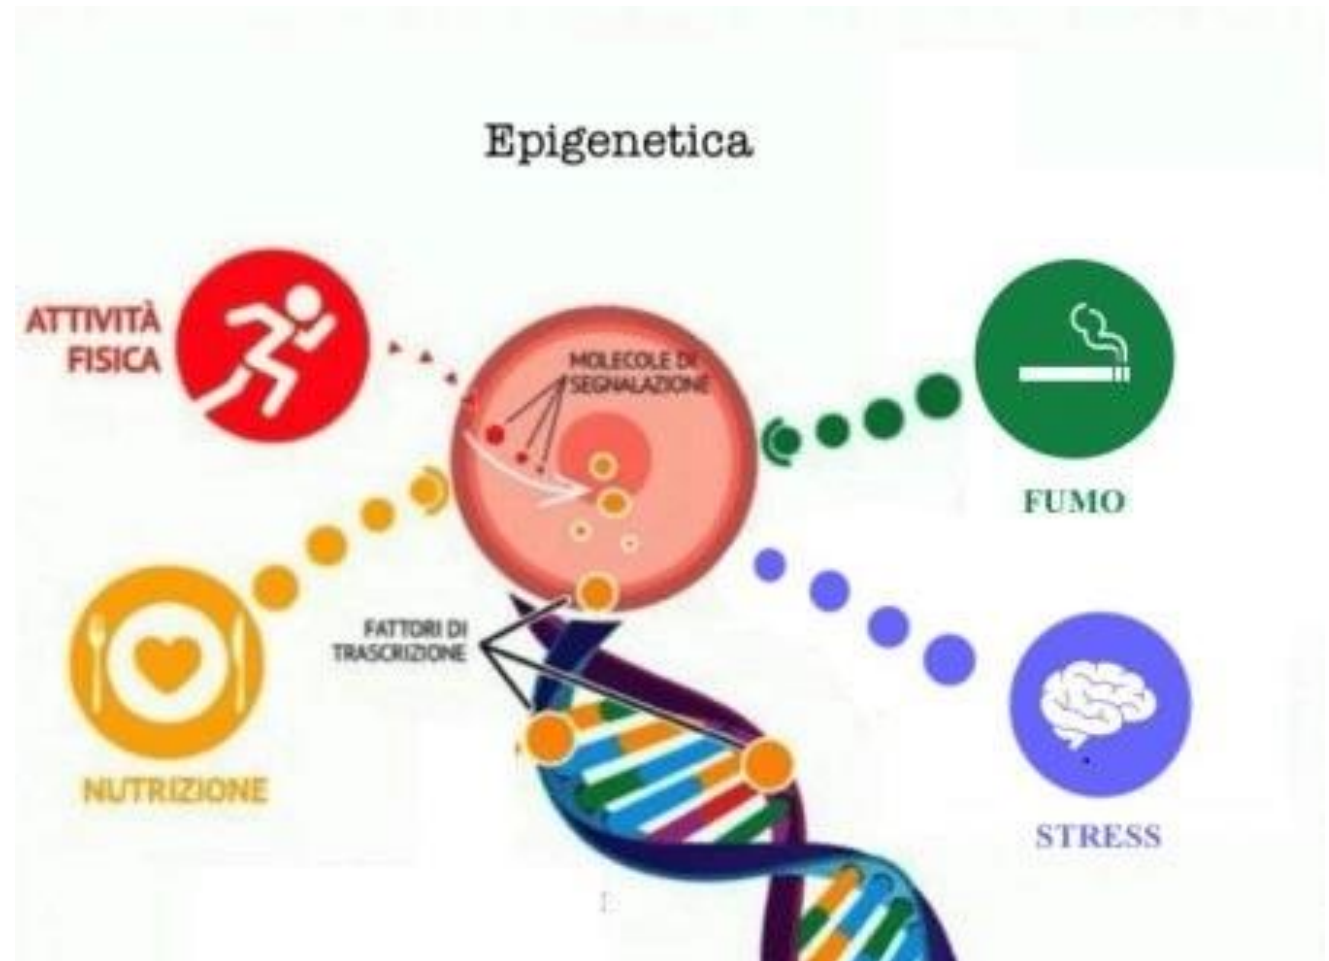 Epigenetica
ATTIVITÀ
FISICA
MOLECOLE DI
SEGNALAZIONE
FUMO
FATTORI DI
TRASCRIZIONE
NUTRIZIONE
STRESS